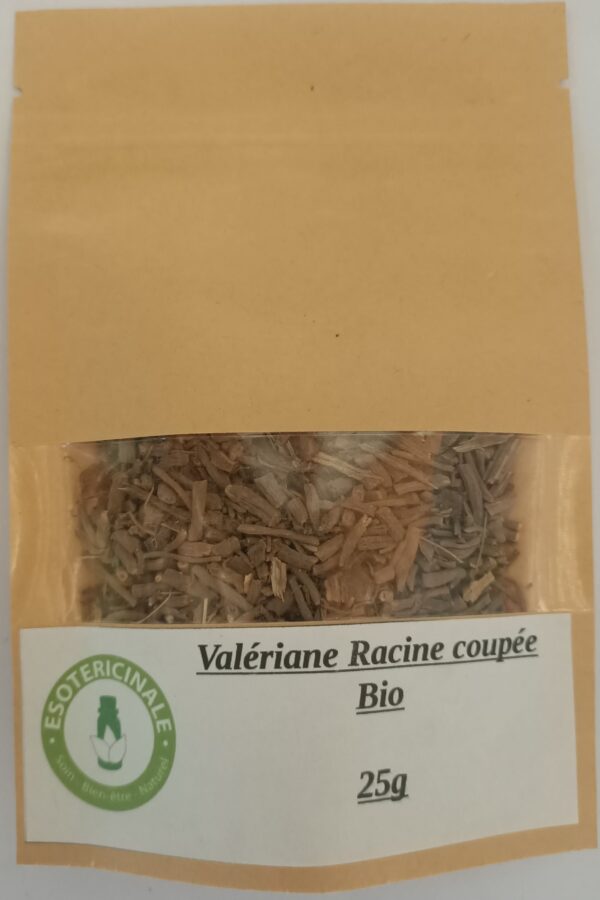 Valériane Racine coupée
Bio
25g
ESOTERICINALE
Soin - Bien-être - Naturel